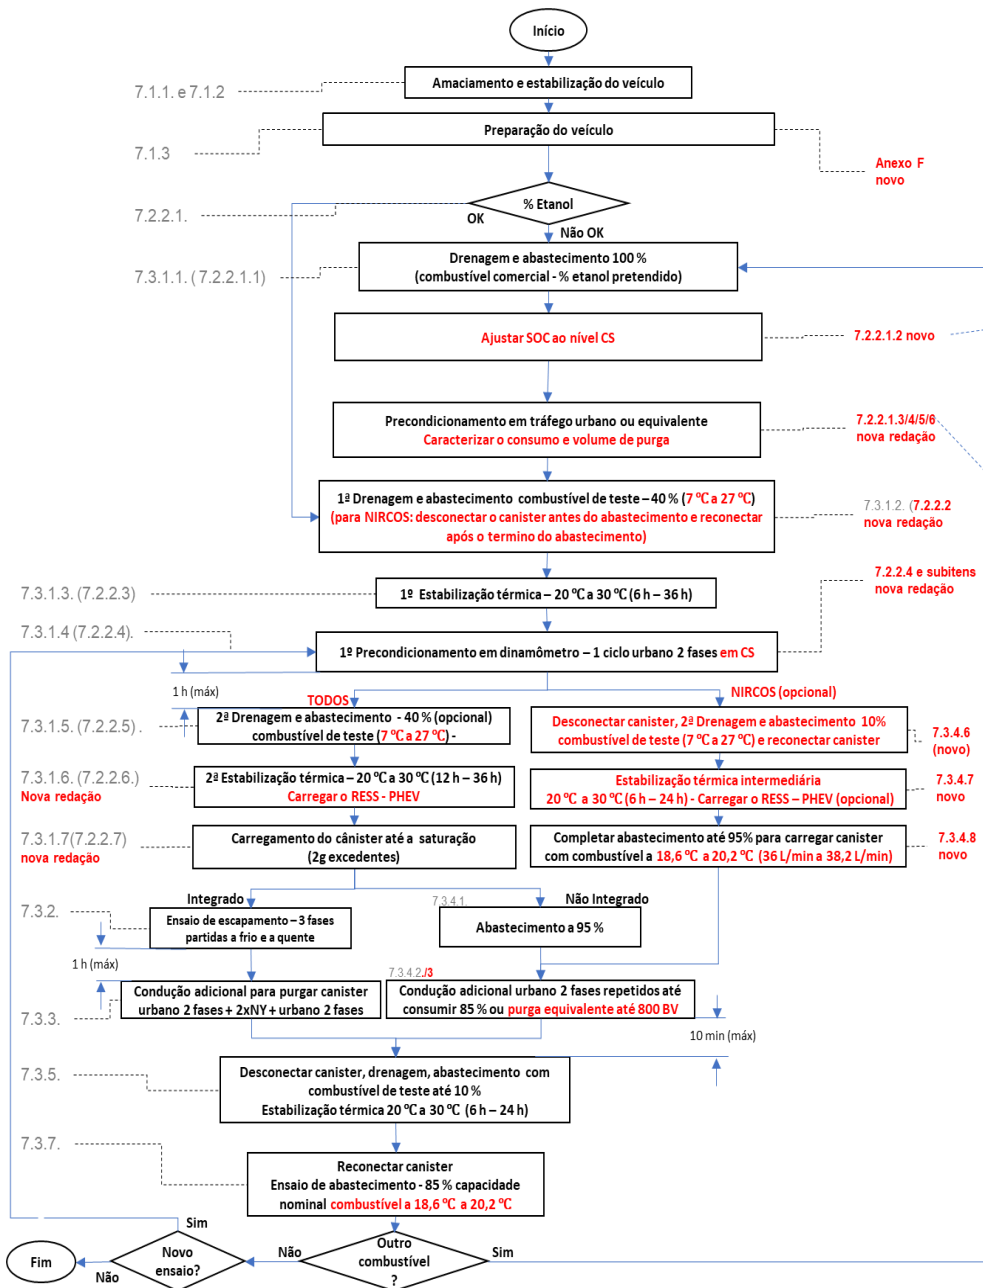 Início
Amaciamento e estabilização do veículo
7.1.1. e 7.1.2
Preparação do veículo
7.1.3
Anexo F
novo
% Etanol
7.2.2.1.
OK
Não OK
Drenagem e abastecimento 100 %
(combustível comercial - % etanol pretendido)
7.3.1.1. ( 7.2.2.1.1)
Ajustar SOC ao nível CS
7.2.2.1.2 novo
Precondicionamento em tráfego urbano ou equivalente
Caracterizar o consumo e volume de purga
7.2.2.1.3/4/5/6
nova redação
1ª Drenagem e abastecimento combustível de teste – 40 % (7 ºC a 27 ºC)
(para NIRCOS: desconectar o canister antes do abastecimento e reconectar
após o termino do abastecimento)
7.3.1.2. (7.2.2.2
nova redação
7.2.2.4 e subitens
nova redação
7.3.1.3. (7.2.2.3)
1º Estabilização térmica – 20 ºC a 30 ºC (6 h – 36 h)
7.3.1.4 (7.2.2.4).
1º Precondicionamento em dinamômetro – 1 ciclo urbano 2 fases em CS
1 h (máx)
TODOS
NIRCOS (opcional)
7.3.1.5. (7.2.2.5) .
2ª Drenagem e abastecimento - 40 % (opcional)
combustível de teste (7 ºC a 27 ºC) -
Desconectar canister, 2ª Drenagem e abastecimento 10%
combustível de teste (7 ºC a 27 ºC) e reconectar canister
7.3.4.6
(novo)
7.3.1.6. (7.2.2.6.)
Nova redação
2ª Estabilização térmica – 20 ºC a 30 ºC (12 h – 36 h)
Carregar o RESS - PHEV
Estabilização térmica intermediária
20 ºC a 30 ºC (6 h – 24 h) - Carregar o RESS – PHEV (opcional)
7.3.4.7
novo
7.3.1.7(7.2.2.7)
nova redação
Carregamento do cânister até a saturação
(2g excedentes)
Completar abastecimento até 95% para carregar canister
com combustível a 18,6 ºC a 20,2 ºC (36 L/min a 38,2 L/min)
7.3.4.8
novo
Integrado
Não Integrado
7.3.4.1.
7.3.2.
Ensaio de escapamento – 3 fases
partidas a frio e a quente
Abastecimento a 95 %
1 h (máx)
7.3.4.2./3
7.3.3.
Condução adicional para purgar canister
urbano 2 fases + 2xNY + urbano 2 fases
Condução adicional urbano 2 fases repetidos até
consumir 85 % ou purga equivalente até 800 BV
10 min (máx)
7.3.5.
Desconectar canister, drenagem, abastecimento com
combustível de teste até 10 %
Estabilização térmica 20 ºC a 30 ºC (6 h – 24 h)
7.3.7.
Reconectar canister
Ensaio de abastecimento - 85 % capacidade
nominal combustível a 18,6 ºC a 20,2 ºC
Sim
Fim
Não
Novo
ensaio?
Não
Outro
combustível
?
Sim